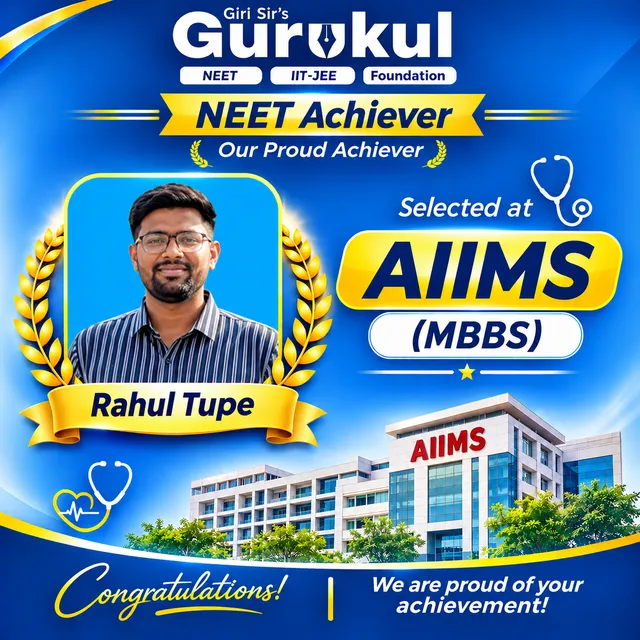 Giri Sir's
Gurukul
NEET
IIT-JEE
Foundation
NEET Achiever
Our Proud Achiever
Selected at
AIIMS
(MBBS)
Rahul Tupe
AIIMS
Congratulations!
We are proud of your
achievement!